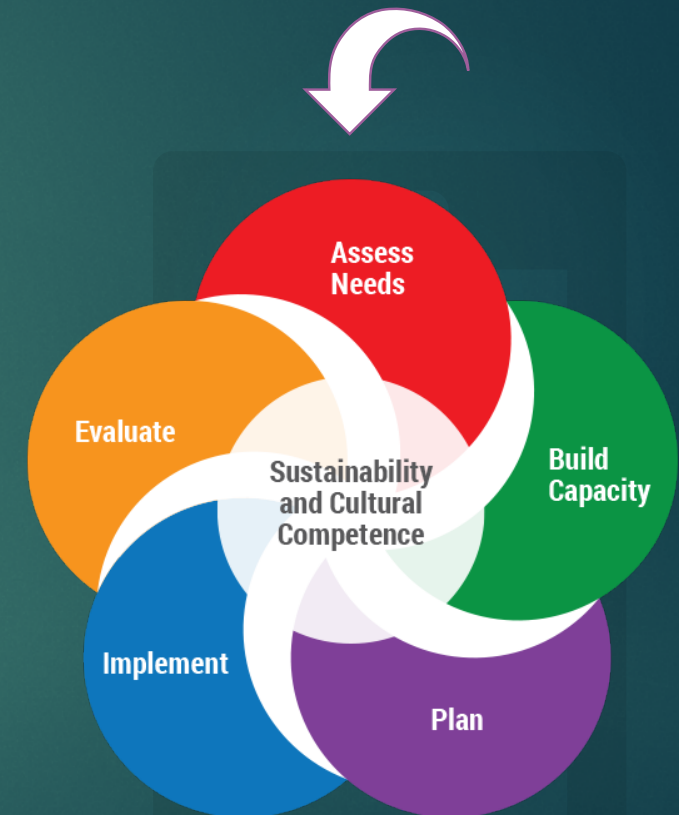 Assess
Needs
Build
Capacity
Plan
Implement
Evaluate
Sustainability
and Cultural
Competence